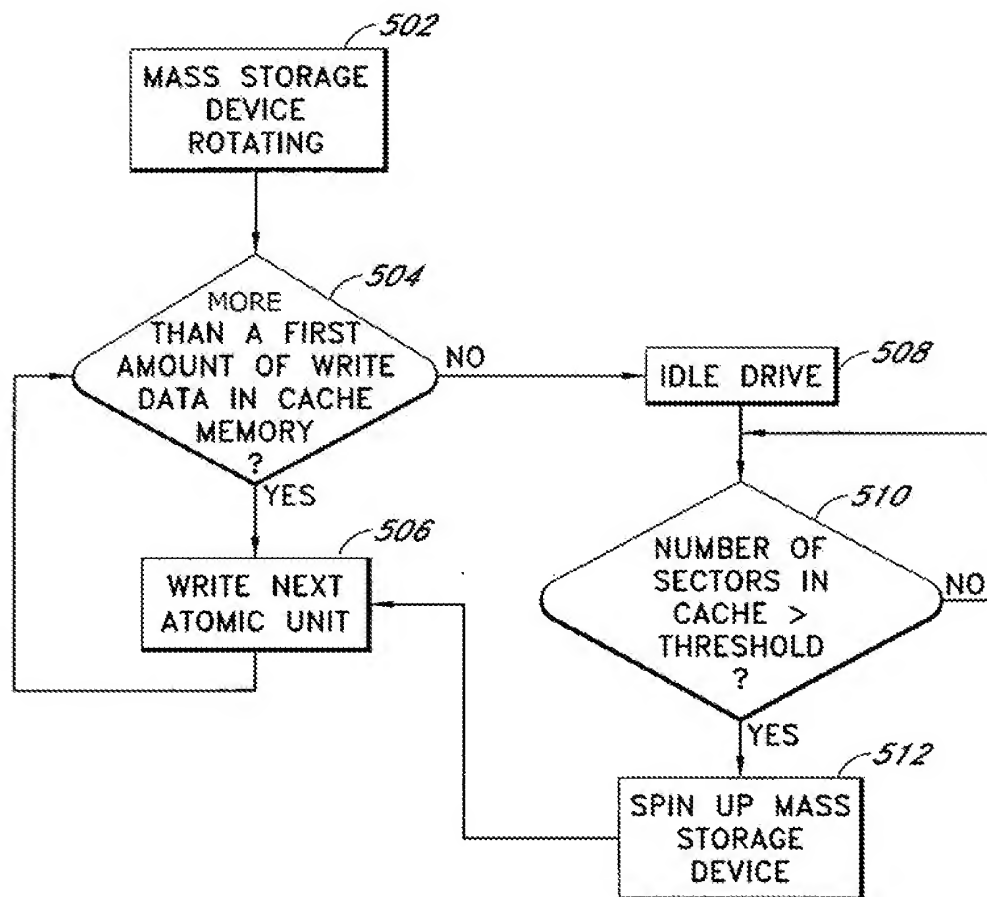 502
MASS STORAGE
DEVICE
ROTATING
504
MORE
THAN A FIRST
AMOUNT OF WRITE
DATA IN CACHE
MEMORY
?
NO
YES
508
IDLE DRIVE
506
WRITE NEXT
ATOMIC UNIT
510
NUMBER OF
SECTORS IN
CACHE >
THRESHOLD
?
NO
YES
512
SPIN UP MASS
STORAGE
DEVICE